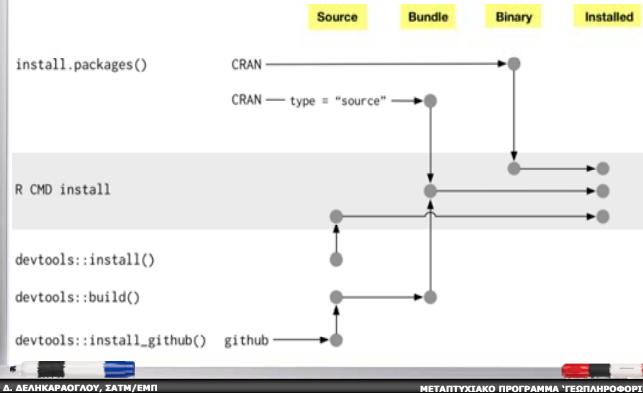 Source Bundle Binary Installed
install.packages() CRAN
CRAN type = “source”
R CMD install
devtools::install()
devtools::build()
devtools::install_github() github
Δ. ΔΕΛΗΚΑΡΑΟΓΛΟΥ, ΣΑΤΜ/ΕΜΠ ΜΕΤΑΠΤΥΧΙΑΚΟ ΠΡΟΓΡΑΜΜΑ ‘ΓΕΩΠΛΗΡΟΦΟΡΙ